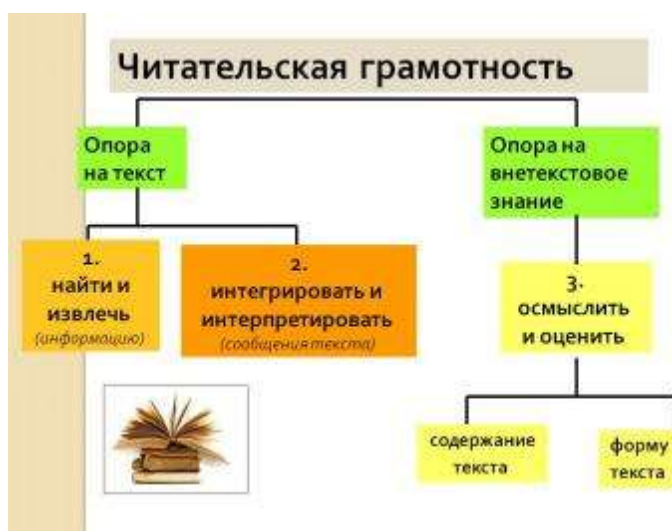 Читательская грамотность
Опора
на текст
Опора на
внетекстовое
знание
1.
найти и
извлечь
(информацию)
2.
интегрировать и
интерпретировать
(сообщения текста)
3.
осмыслить
и оценить
содержание
текста
форму
текста